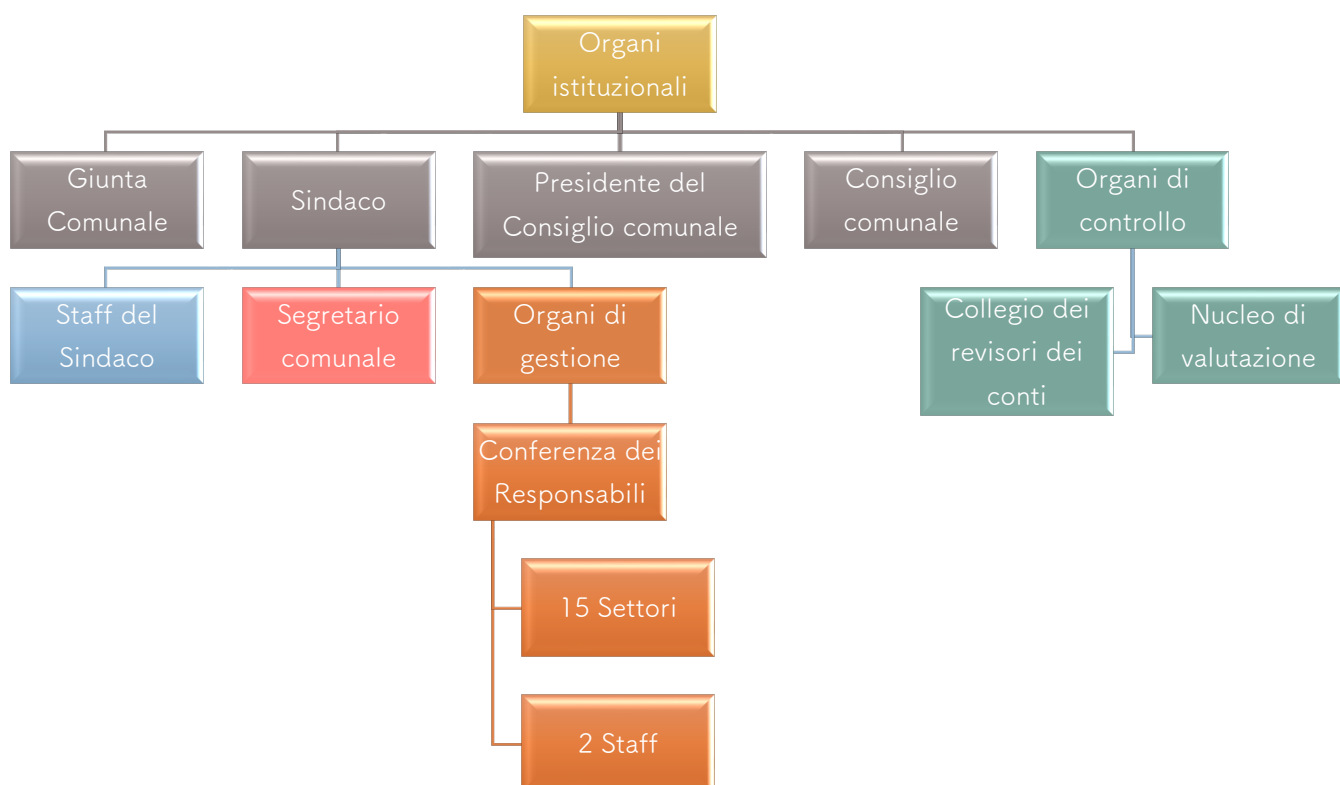 Organi
istituzionali
Giunta
Comunale
Sindaco
Presidente del
Consiglio comunale
Consiglio
comunale
Organi di
controllo
Staff del
Sindaco
Segretario
comunale
Organi di
gestione
Collegio dei
revisori dei
conti
Nucleo di
valutazione
Conferenza dei
Responsabili
15 Settori
2 Staff